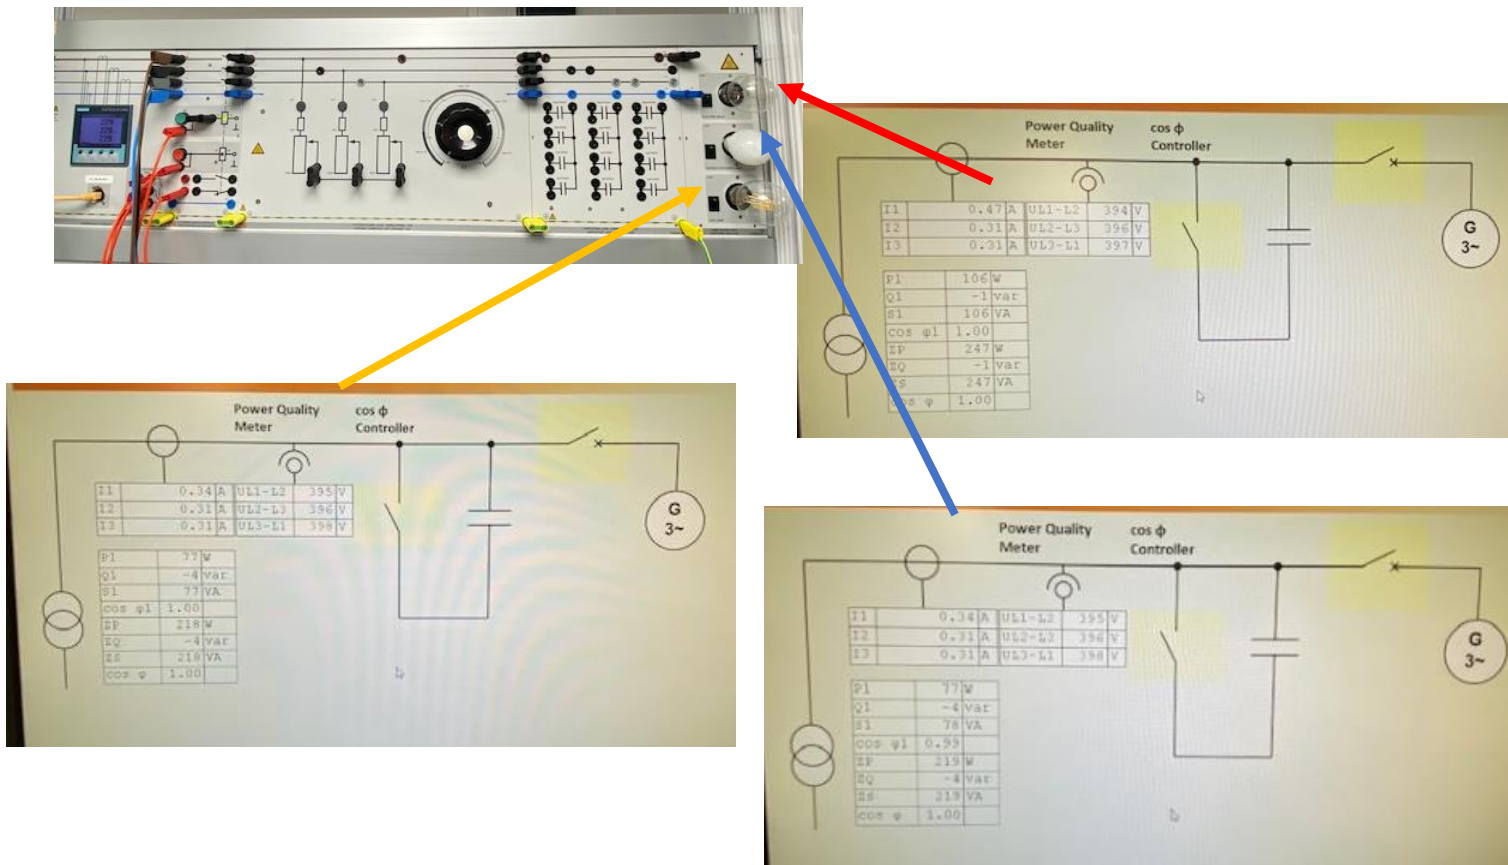 229
229
229
Power Quality
Meter
cos ϕ
Controller
I1 0.47 A UL1-L2 394 V
I2 0.31 A UL2-L3 396 V
I3 0.31 A UL3-L1 397 V
P1 106 W
Q1 -1 var
S1 106 VA
cos φ1 1.00
ΣP 247 W
ΣQ -1 var
ΣS 247 VA
cos φ 1.00
G
3~
Power Quality
Meter
cos ϕ
Controller
I1 0.34 A UL1-L2 395 V
I2 0.31 A UL2-L3 396 V
I3 0.31 A UL3-L1 398 V
P1 77 W
Q1 -4 var
S1 77 VA
cos φ1 1.00
ΣP 218 W
ΣQ -4 var
ΣS 218 VA
cos φ 1.00
G
3~
Power Quality
Meter
cos ϕ
Controller
I1 0.34 A UL1-L2 395 V
I2 0.31 A UL2-L3 396 V
I3 0.31 A UL3-L1 398 V
P1 77 W
Q1 -4 var
S1 78 VA
cos φ1 0.99
ΣP 219 W
ΣQ -4 var
ΣS 219 VA
cos φ 1.00
G
3~